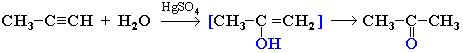 CH₃–C≡CH + H₂O HgSO₄ → [CH₃–C=CH₂] → CH₃–C–CH₃
OH O